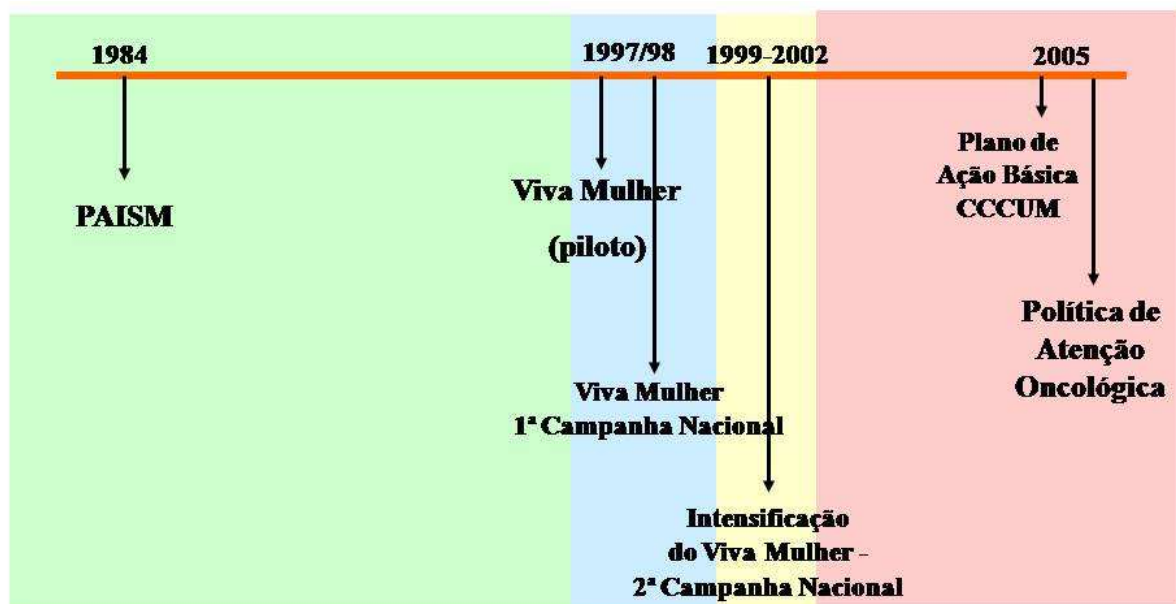 1984
1997/98
1999-2002
2005
PAISM
Viva Mulher
(piloto)
Viva Mulher
1ª Campanha Nacional
Intensificação
do Viva Mulher -
2ª Campanha Nacional
Plano de
Ação Básica
CCCUM
Política de
Atenção
Oncológica